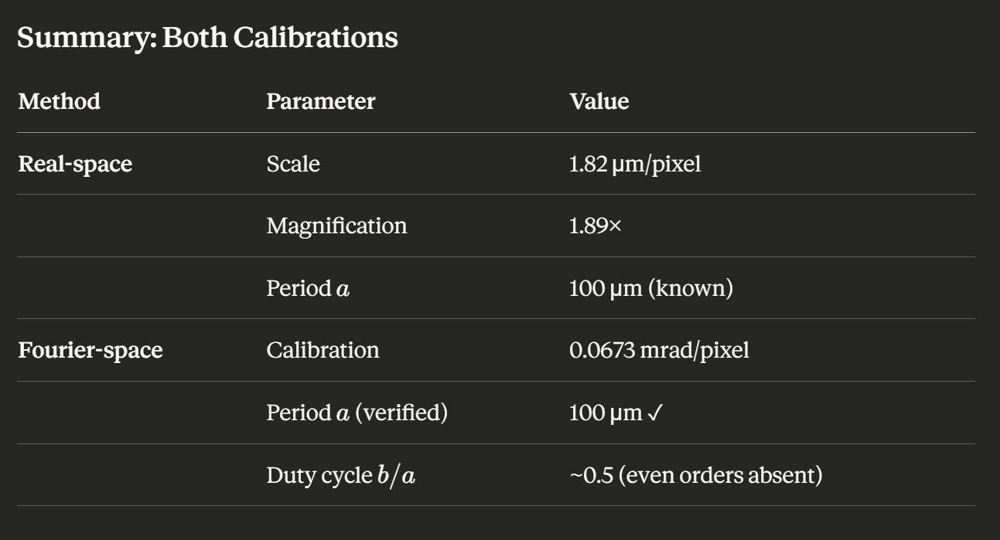 Summary: Both Calibrations
Method Parameter Value
Real-space Scale 1.82 μm/pixel
Magnification 1.89×
Period a 100 μm (known)
Fourier-space Calibration 0.0673 mrad/pixel
Period a (verified) 100 μm ✓
Duty cycle b/a ~0.5 (even orders absent)